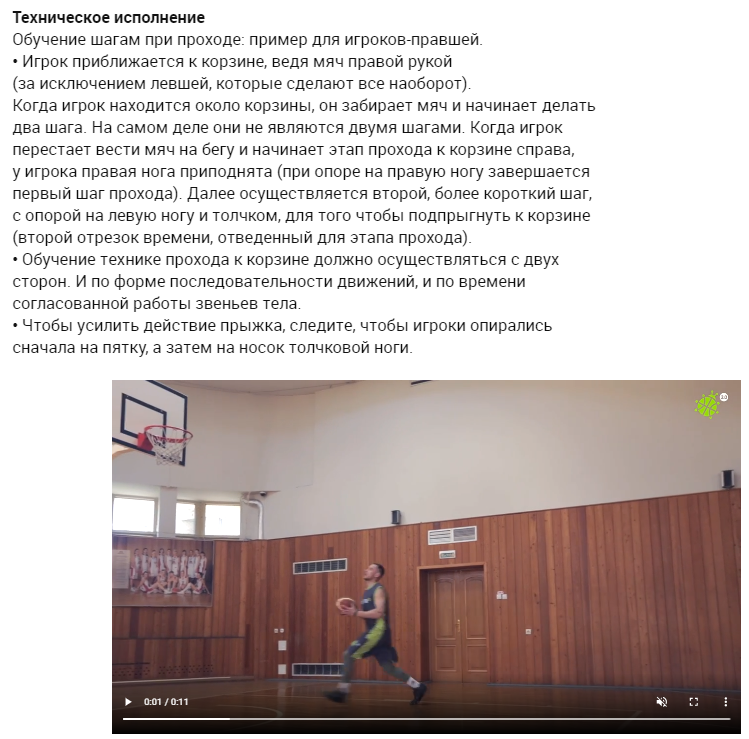 Техническое исполнение
Обучение шагам при проходе: пример для игроков-правшей.
• Игрок приближается к корзине, ведя мяч правой рукой
(за исключением левшей, которые сделают все наоборот).
Когда игрок находится около корзины, он забирает мяч и начинает делать
два шага. На самом деле они не являются двумя шагами. Когда игрок
перестает вести мяч на бегу и начинает этап прохода к корзине справа,
у игрока правая нога приподнята (при опоре на правую ногу завершается
первый шаг прохода). Далее осуществляется второй, более короткий шаг,
с опорой на левую ногу и толчком, для того чтобы подпрыгнуть к корзине
(второй отрезок времени, отведенный для этапа прохода).
• Обучение технике прохода к корзине должно осуществляться с двух
сторон. И по форме последовательности движений, и по времени
согласованной работы звеньев тела.
• Чтобы усилить действие прыжка, следите, чтобы игроки опирались
сначала на пятку, а затем на носок толчковой ноги.
0:01 / 0:11